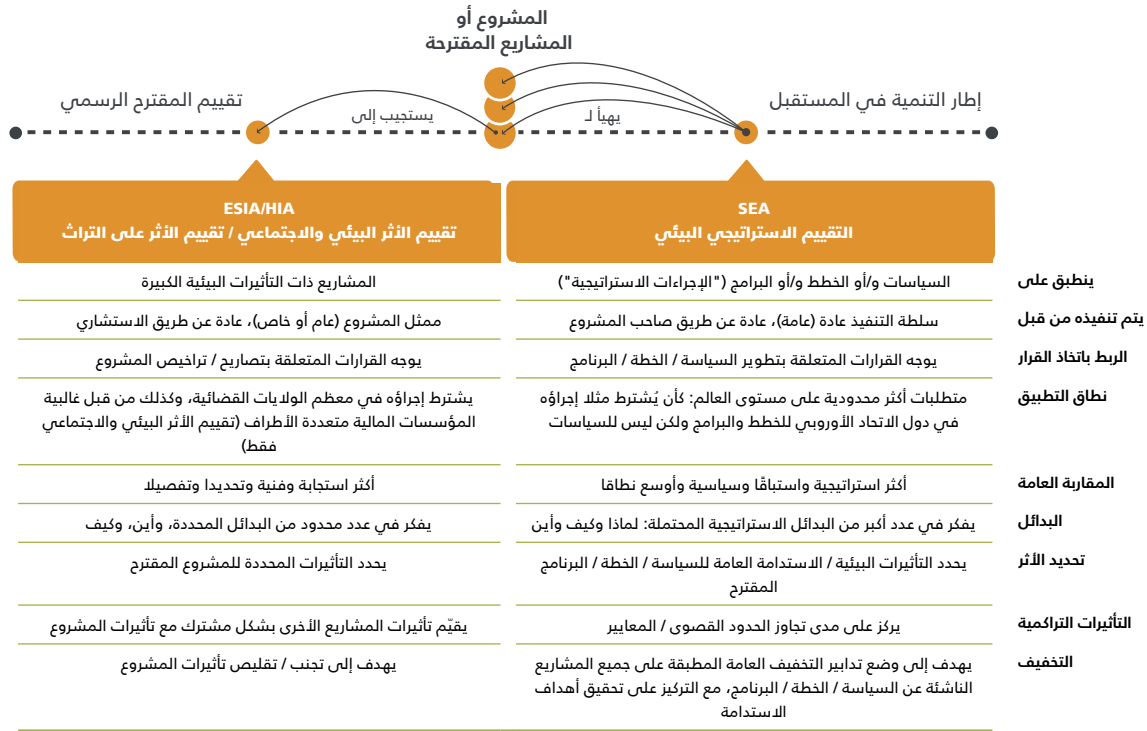 المشروع أو
المشاريع المقترحة
إطار التنمية في المستقبل
يهيأ لـ
يستجيب إلى
تقييم المقترح الرسمي
SEA
التقييم الاستراتيجي البيئي
ESIA/HIA
تقييم الأثر البيئي والاجتماعي / تقييم الأثر على التراث
ينطبق على
السياسات و/أو الخطط و/أو البرامج ("الإجراءات الاستراتيجية")
المشاريع ذات التأثيرات البيئية الكبيرة
يتم تنفيذه من قبل
سلطة التنفيذ عادة (عامة)، عادة عن طريق صاحب المشروع
ممثل المشروع (عام أو خاص)، عادة عن طريق الاستشاري
الربط باتخاذ القرار
يوجه القرارات المتعلقة بتطوير السياسة / الخطة / البرنامج
يوجه القرارات المتعلقة بتصاريح / تراخيص المشروع
نطاق التطبيق
متطلبات أكثر محدودية على مستوى العالم: كأن يُشترط مثلا إجراؤه
في دول الاتحاد الأوروبي للخطط والبرامج ولكن ليس للسياسات
يشترط إجراؤه في معظم الولايات القضائية، وكذلك من قبل غالبية
المؤسسات المالية متعددة الأطراف (تقييم الأثر البيئي والاجتماعي
فقط)
المقاربة العامة
أكثر استراتيجية واستباقًا وسياسية وأوسع نطاقا
أكثر استجابة وفنية وتحديدا وتفصيلا
البدائل
يفكر في عدد أكبر من البدائل الاستراتيجية المحتملة: لماذا وكيف وأين
يفكر في عدد محدود من البدائل المحددة، وأين، وكيف
تحديد الأثر
يحدد التأثيرات البيئية / الاستدامة العامة للسياسة / الخطة / البرنامج
المقترح
يحدد التأثيرات المحددة للمشروع المقترح
التأثيرات التراكمية
يركز على مدى تجاوز الحدود القصوى / المعايير
يقيّم تأثيرات المشاريع الأخرى بشكل مشترك مع تأثيرات المشروع
التخفيف
يهدف إلى وضع تدابير التخفيف العامة المطبقة على جميع المشاريع
الناشئة عن السياسة / الخطة / البرنامج، مع التركيز على تحقيق أهداف
الاستدامة
يهدف إلى تجنب / تقليص تأثيرات المشروع